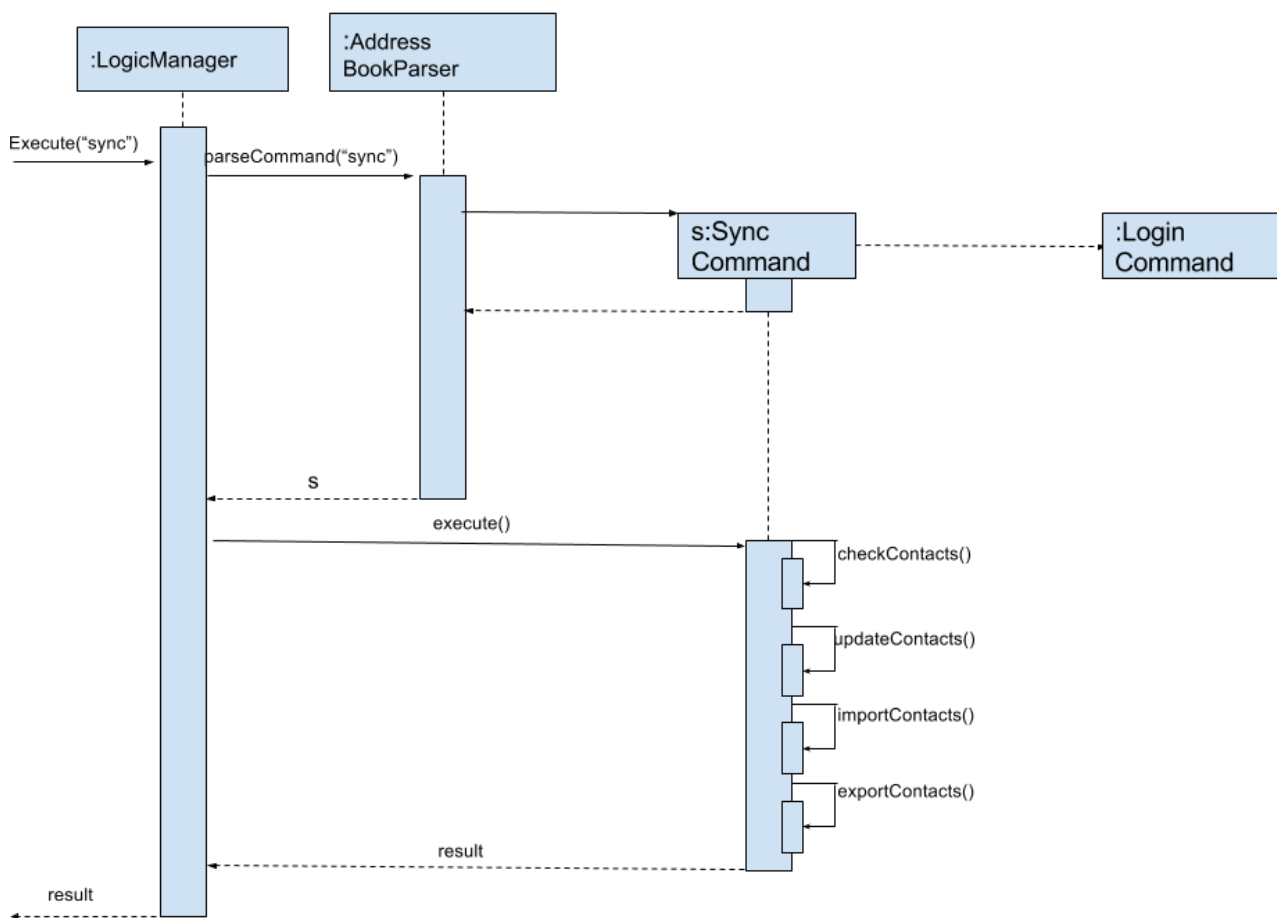 :LogicManager
:Address
BookParser
Execute(“sync”)
parseCommand(“sync”)
s:Sync
Command
:Login
Command
s
execute()
checkContacts()
updateContacts()
importContacts()
exportContacts()
result
result